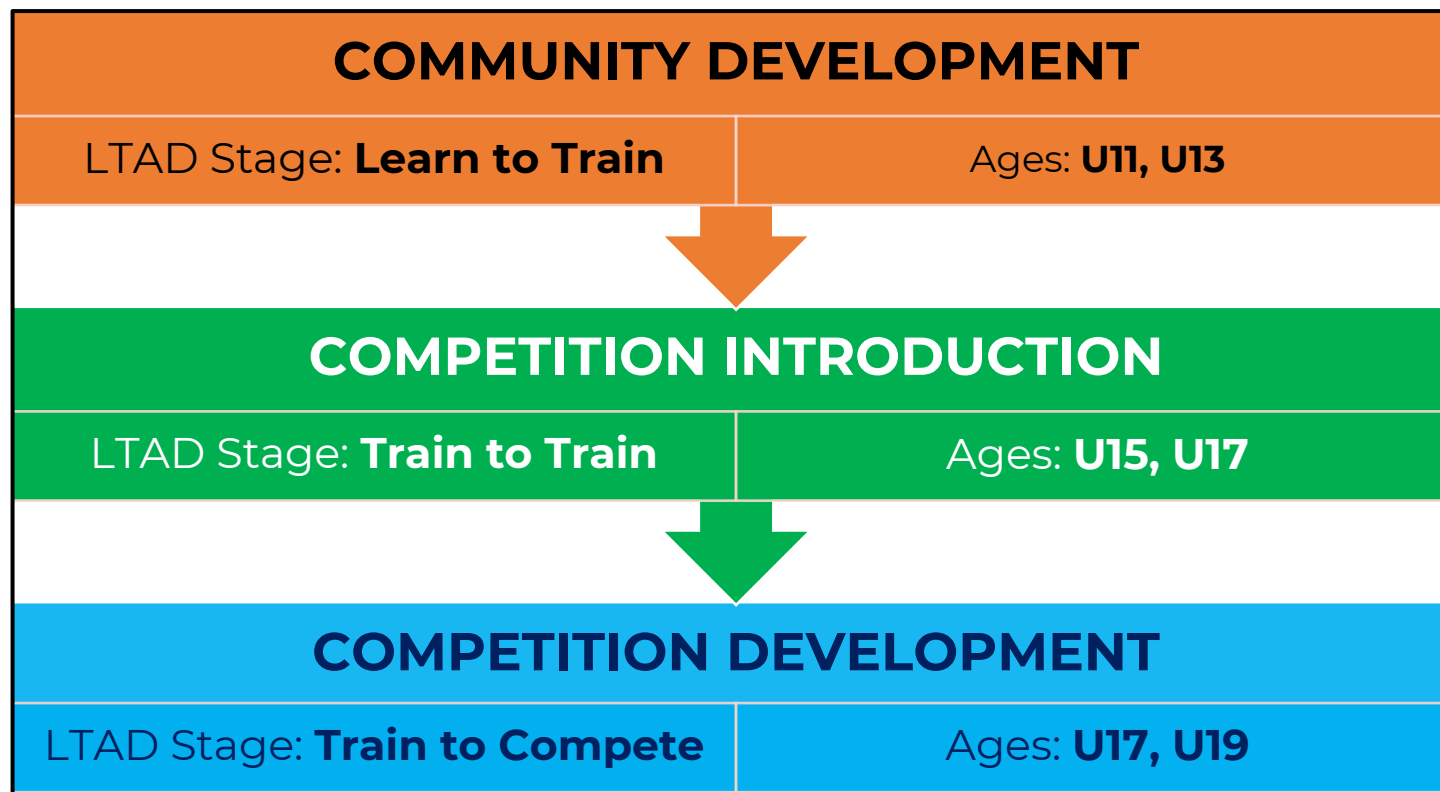 COMMUNITY DEVELOPMENT
LTAD Stage: Learn to Train
Ages: U11, U13
COMPETITION INTRODUCTION
LTAD Stage: Train to Train
Ages: U15, U17
COMPETITION DEVELOPMENT
LTAD Stage: Train to Compete
Ages: U17, U19